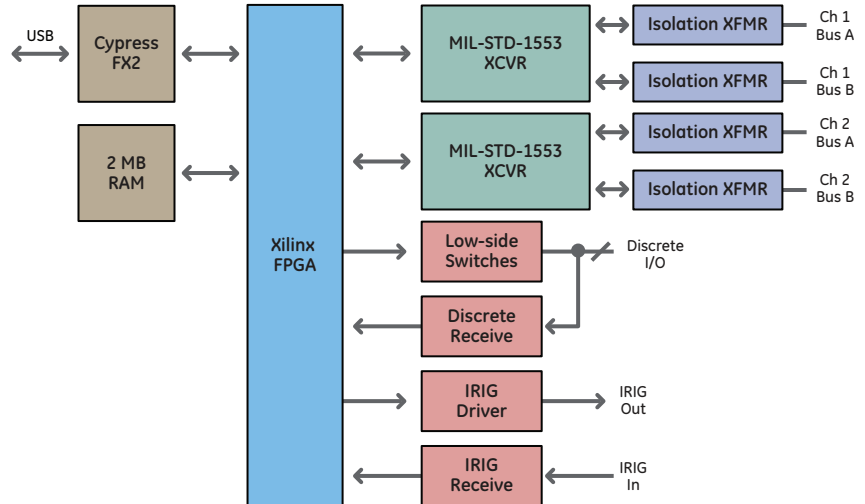 USB
Cypress
FX2
2 MB
RAM
Xilinx
FPGA
MIL-STD-1553
XCVR
Isolation XFMR
Ch 1
Bus A
Isolation XFMR
Ch 1
Bus B
MIL-STD-1553
XCVR
Isolation XFMR
Ch 2
Bus A
Isolation XFMR
Ch 2
Bus B
Low-side
Switches
Discrete
I/O
Discrete
Receive
IRIG
Driver
IRIG
Out
IRIG
Receive
IRIG
In